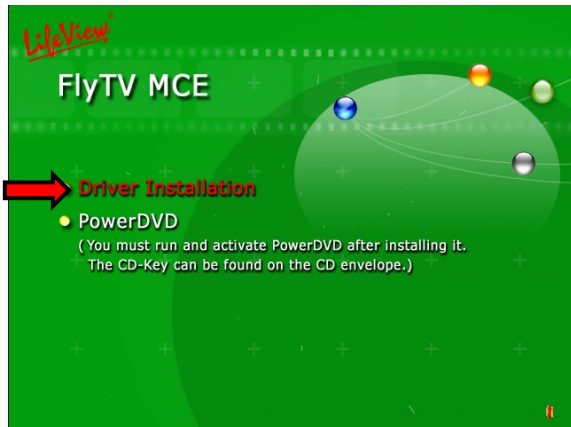 LifeView
FlyTV MCE
Driver Installation
PowerDVD
(You must run and activate PowerDVD after installing it.
The CD-Key can be found on the CD envelope.)